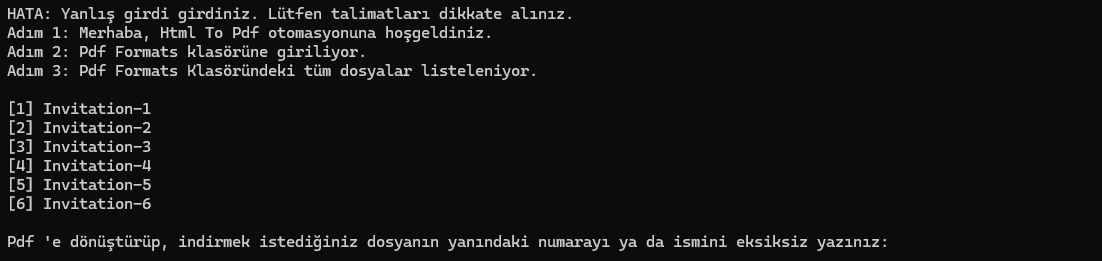 HATA: Yanlış girdi girdiniz. Lütfen talimatları dikkate alınız.
Adım 1: Merhaba, Html To Pdf otomasyonuna hoşgeldiniz.
Adım 2: Pdf Formats klasörüne giriliyor.
Adım 3: Pdf Formats Klasöründeki tüm dosyalar listeleniyor.
[1] Invitation-1
[2] Invitation-2
[3] Invitation-3
[4] Invitation-4
[5] Invitation-5
[6] Invitation-6
Pdf 'e dönüştürüp, indirmek istediğiniz dosyanın yanındaki numarayı ya da ismini eksiksiz yazınız: